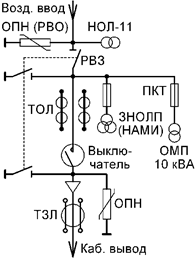 Возд. ввод
ОПН (РВО)
НОЛ-11
РВЗ
ПКТ
ТОЛ
ЗНОЛП
(НАМИ)
ОМП
10 кВА
Выклю-
чатель
ОПН
ТЗЛ
Каб. вывод